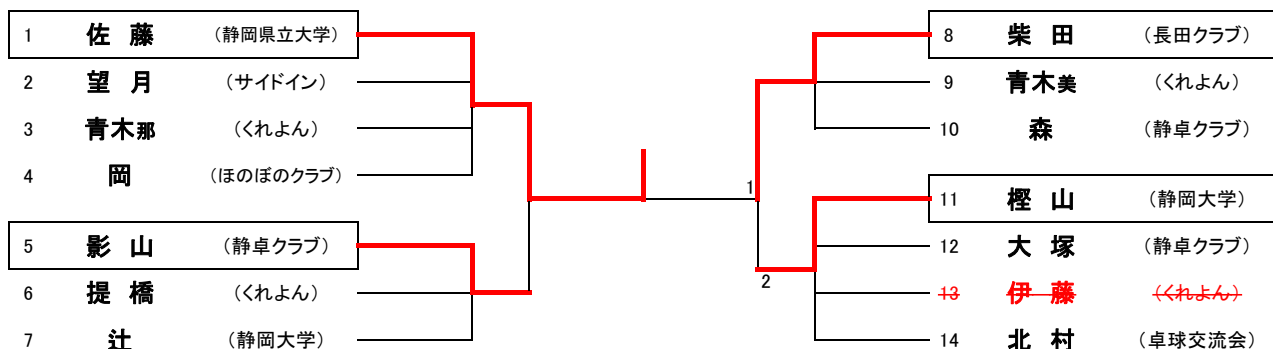 1 佐 藤 (静岡県立大学)
2 望 月 (サイドイン)
3 青木那 (くれよん)
4 岡 (ほのぼのクラブ)
5 影 山 (静卓クラブ)
6 提 橋 (くれよん)
7 辻 (静岡大学)
1
2
8 柴 田 (長田クラブ)
9 青木美 (くれよん)
10 森 (静卓クラブ)
11 樫 山 (静岡大学)
12 大 塚 (静卓クラブ)
13 伊 藤 (くれよん)
14 北 村 (卓球交流会)